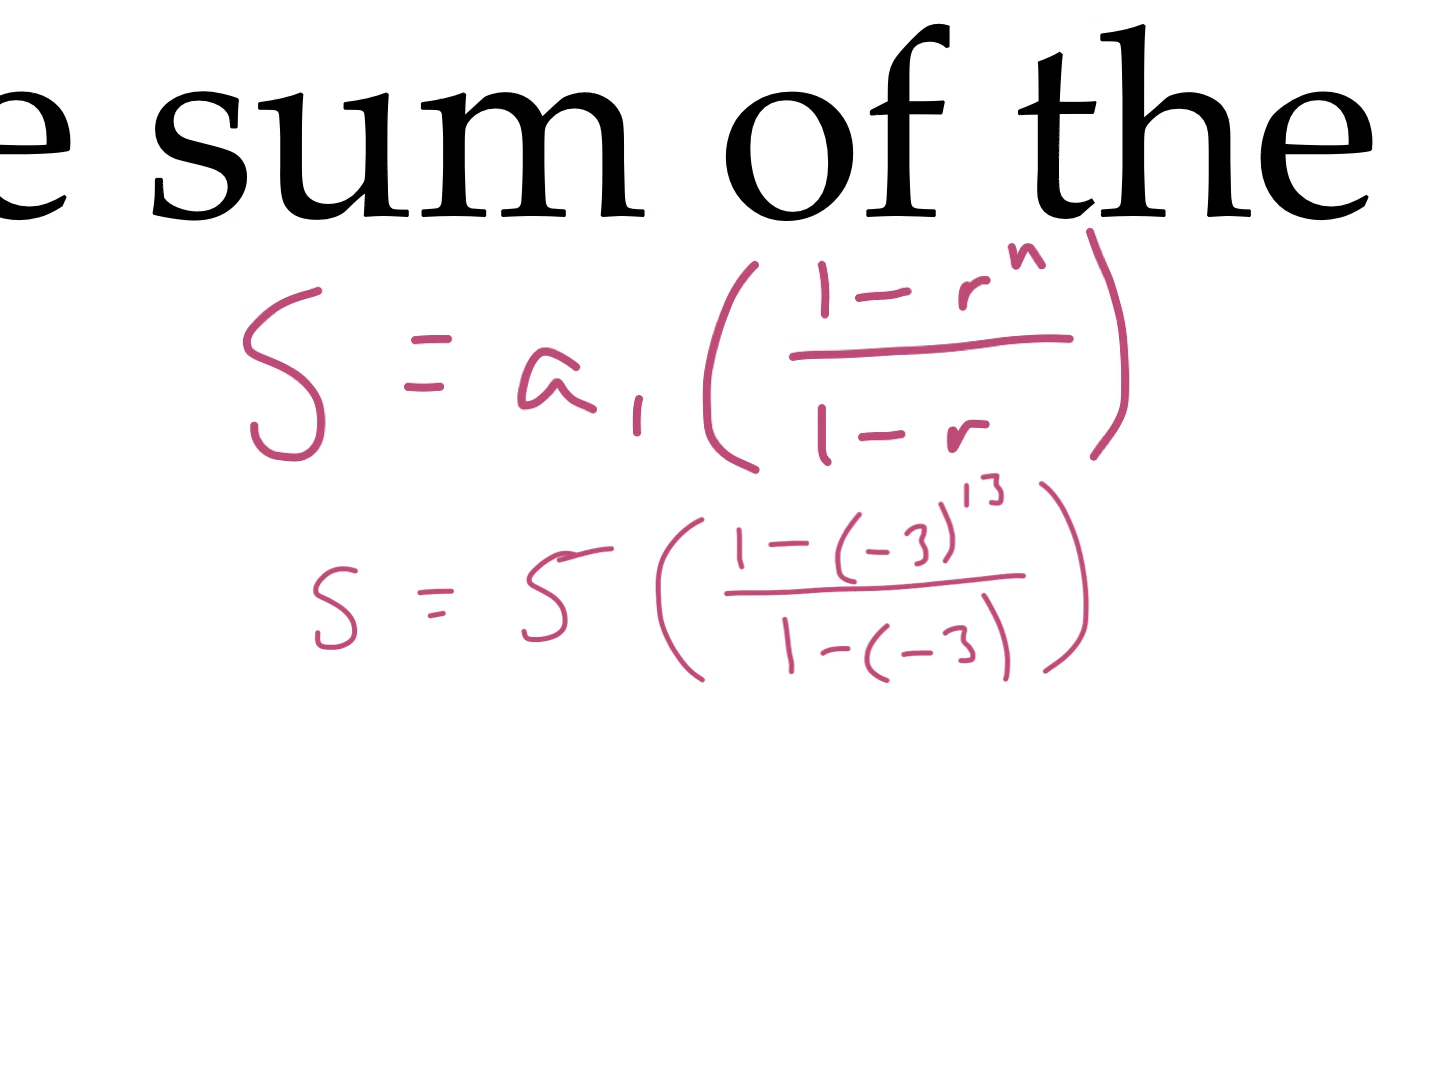 e sum of the
S = a₁ ( (1 - rⁿ) / (1 - r) )
S = 5 ( (1 - (-3)¹³) / (1 - (-3)) )